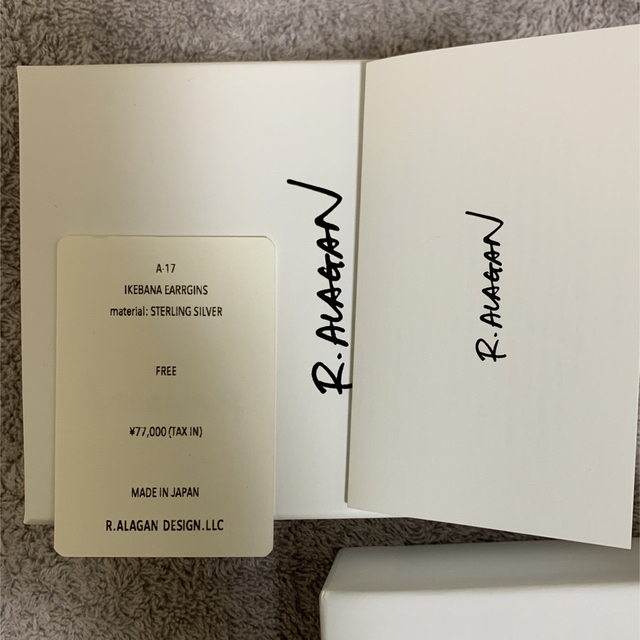 A-17
IKEBANA EARRGINS
material: STERLING SILVER
FREE
¥77,000 (TAX IN)
MADE IN JAPAN
R.ALAGAN DESIGN.LLC
R.ALAGAN
R.ALAGAN